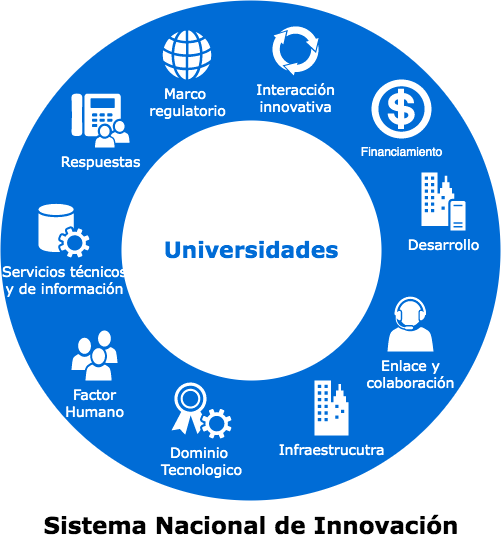 Marco
regulatorio
Interacción
innovativa
Financiamiento
Respuestas
Desarrollo
Universidades
Servicios técnicos
y de información
Enlace y
colaboración
Factor
Humano
Infraestrucutra
Dominio
Tecnologico
Sistema Nacional de Innovación